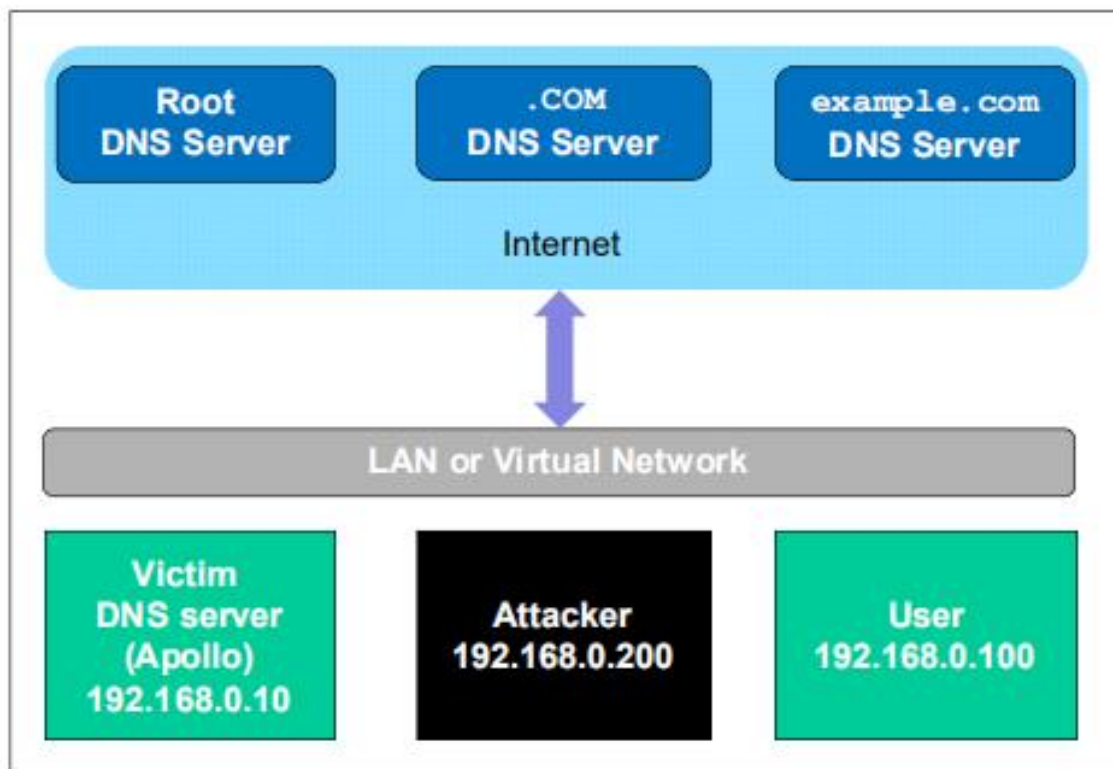 Root
DNS Server
.COM
DNS Server
example.com
DNS Server
Internet
LAN or Virtual Network
Victim
DNS server
(Apollo)
192.168.0.10
Attacker
192.168.0.200
User
192.168.0.100